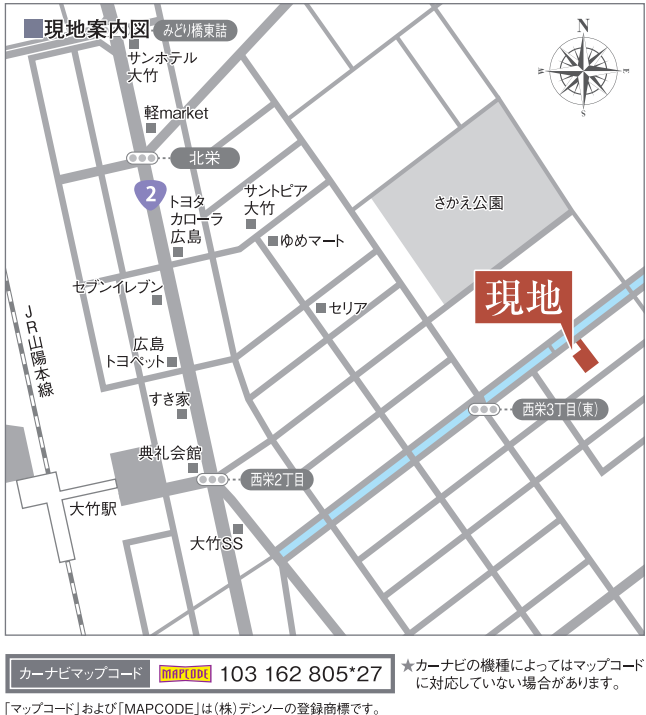 ■現地案内図
みどり橋東詰
サンホテル
大竹
軽market
北栄
2
トヨタ
カローラ
広島
サントピア
大竹
ゆめマート
さかえ公園
セブンイレブン
セリア
現地
JR山陽本線
広島
トヨペット
すき家
西栄3丁目(東)
典礼会館
西栄2丁目
大竹駅
大竹SS
N
W
E
S
カーナビマップコード
MAPCODE
103 162 805*27
★カーナビの機種によってはマップコード
に対応していない場合があります。
「マップコード」および「MAPCODE」は(株)デンソーの登録商標です。